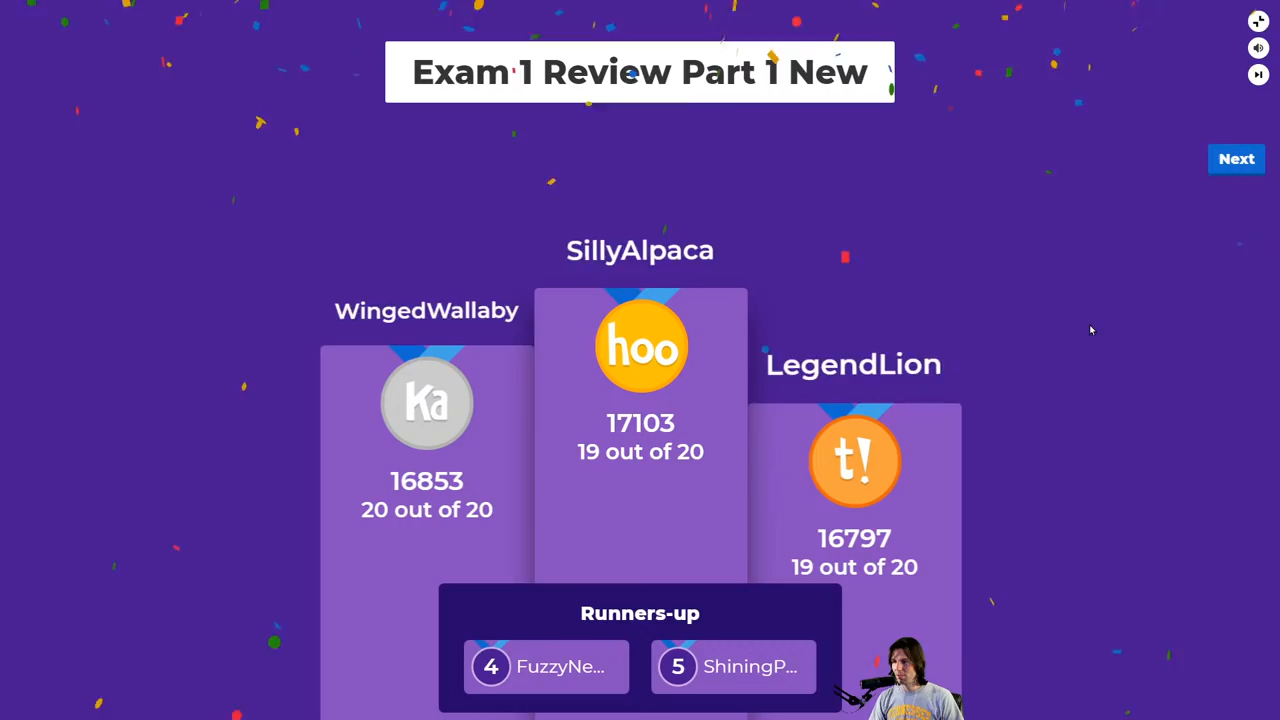 Exam 1 Review Part 1 New
Next
SillyAlpaca
WingedWallaby
LegendLion
hoo
Ka
t!
17103
19 out of 20
16853
20 out of 20
16797
19 out of 20
Runners-up
4 FuzzyNe...
5 ShiningP...